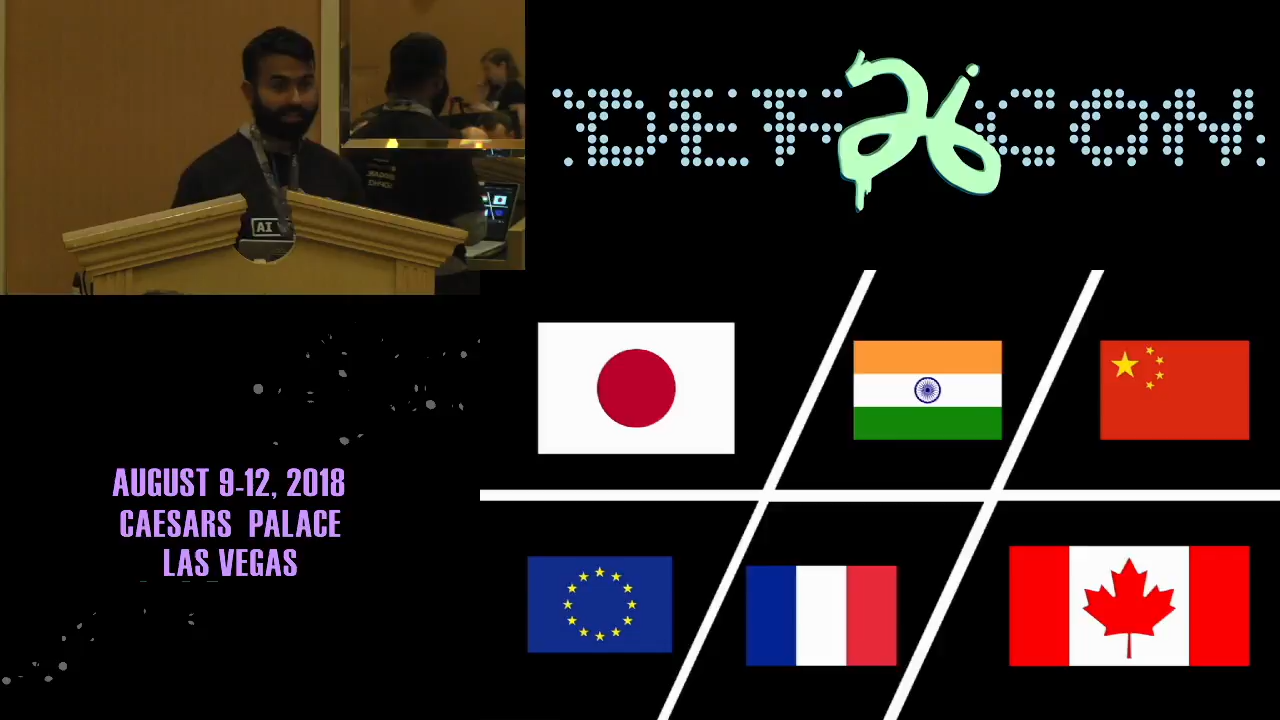 DEF 26 CON
AI
AUGUST 9-12, 2018
CAESARS PALACE
LAS VEGAS